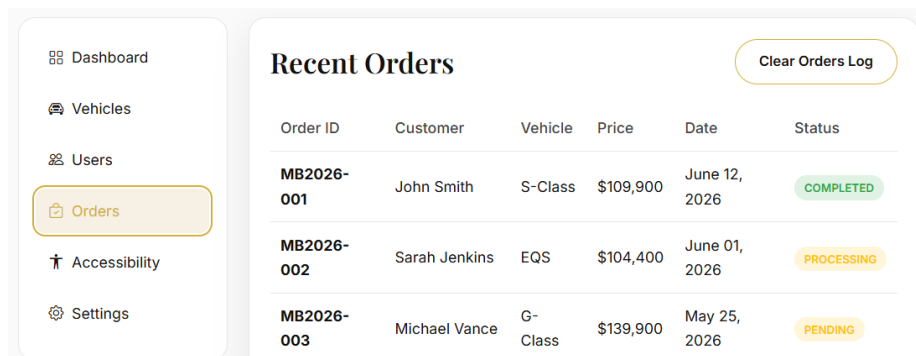 Dashboard
Vehicles
Users
Orders
Accessibility
Settings
Recent Orders
Clear Orders Log
Order ID Customer Vehicle Price Date Status
MB2026-
001
John Smith
S-Class
$109,900
June 12,
2026
COMPLETED
MB2026-
002
Sarah Jenkins
EQS
$104,400
June 01,
2026
PROCESSING
MB2026-
003
Michael Vance
G-
Class
$139,900
May 25,
2026
PENDING